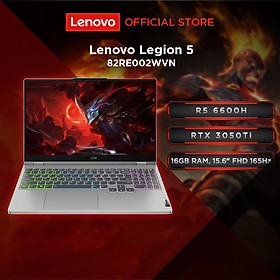 Lenovo
OFFICIAL STORE
Lenovo Legion 5
82RE002WVN
R5 6600H
RTX 3050Ti
16GB RAM, 15.6" FHD 165Hz